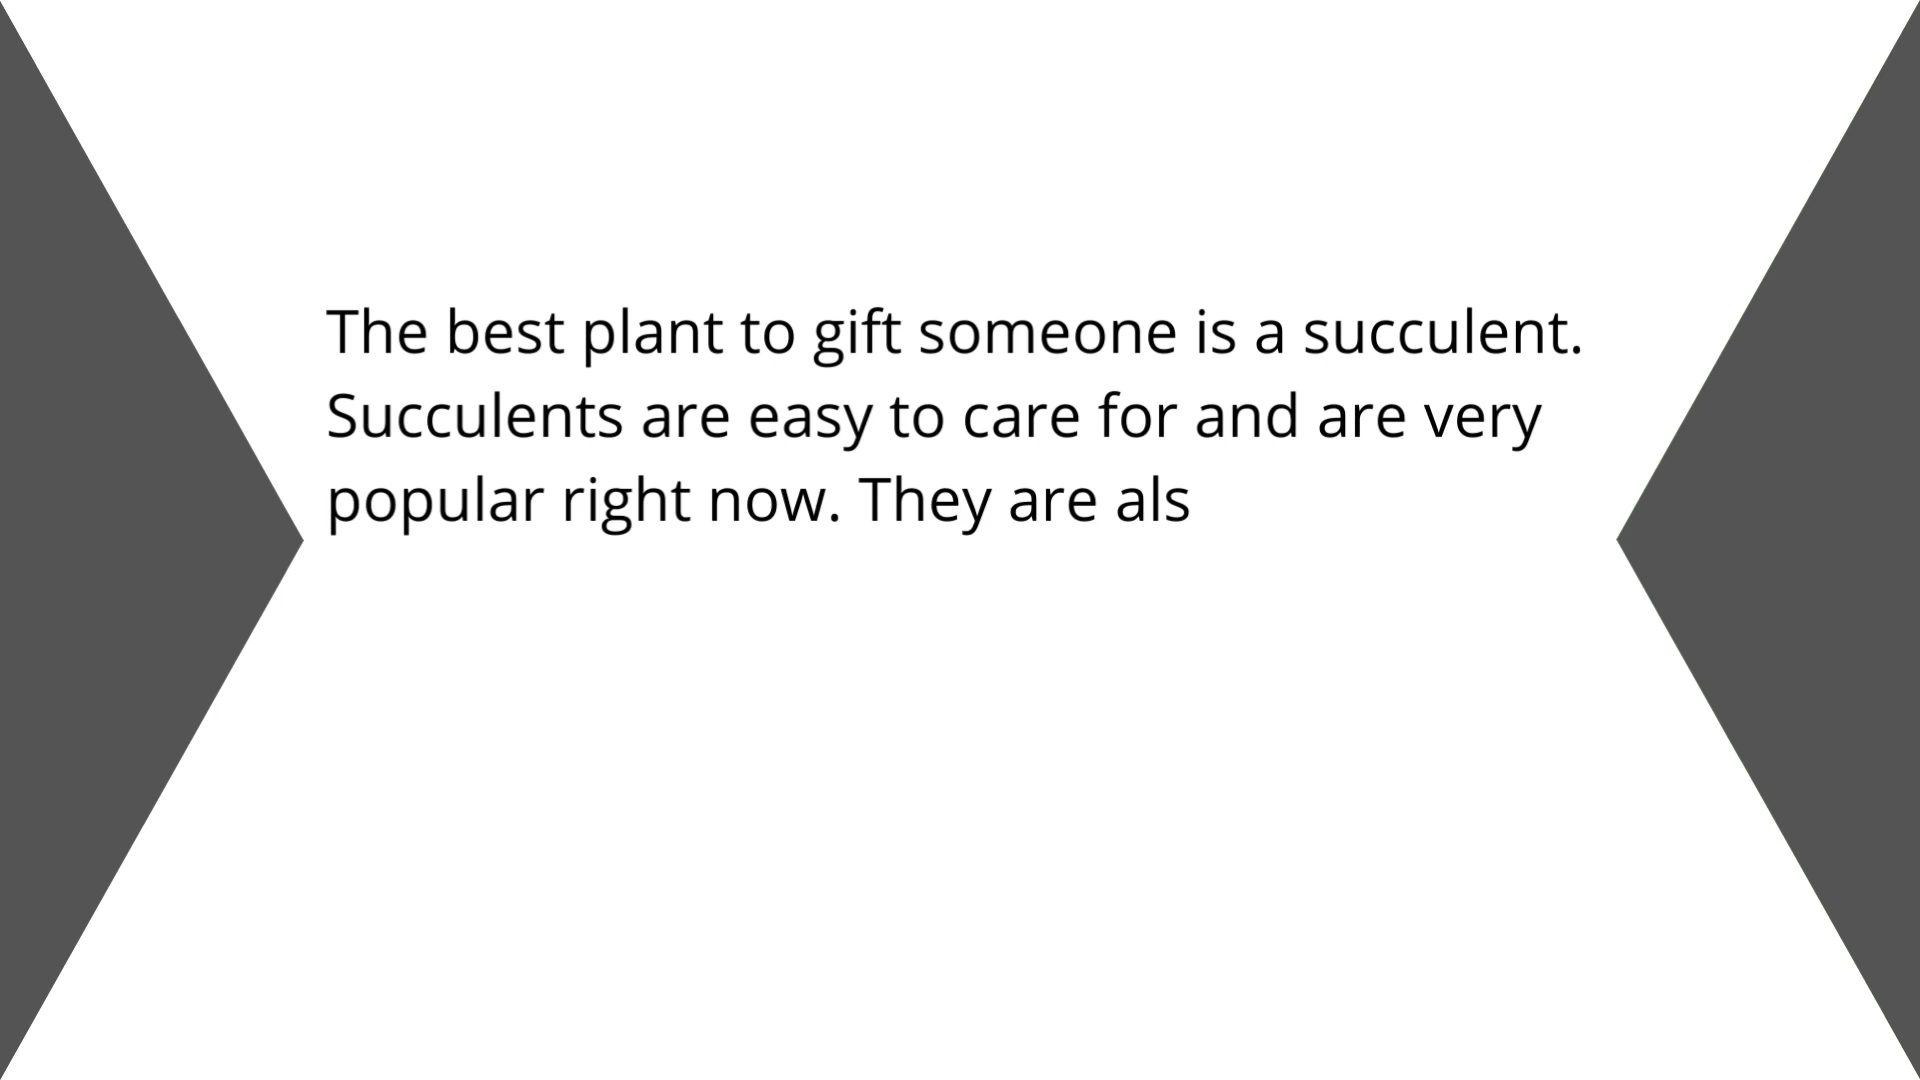 The best plant to gift someone is a succulent.
Succulents are easy to care for and are very
popular right now. They are als